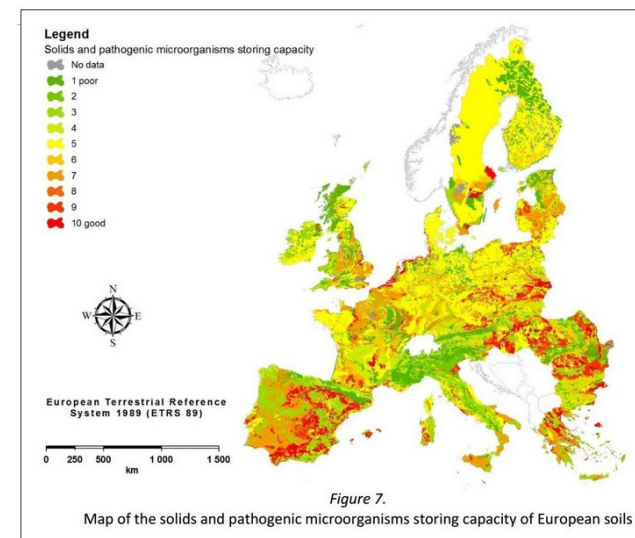 Legend
Solids and pathogenic microorganisms storing capacity
No data
1 poor
2
3
4
5
6
7
8
9
10 good
N
W E
S
European Terrestrial Reference
System 1989 (ETRS 89)
0 250 500 1 000 1 500
km
Figure 7.
Map of the solids and pathogenic microorganisms storing capacity of European soils